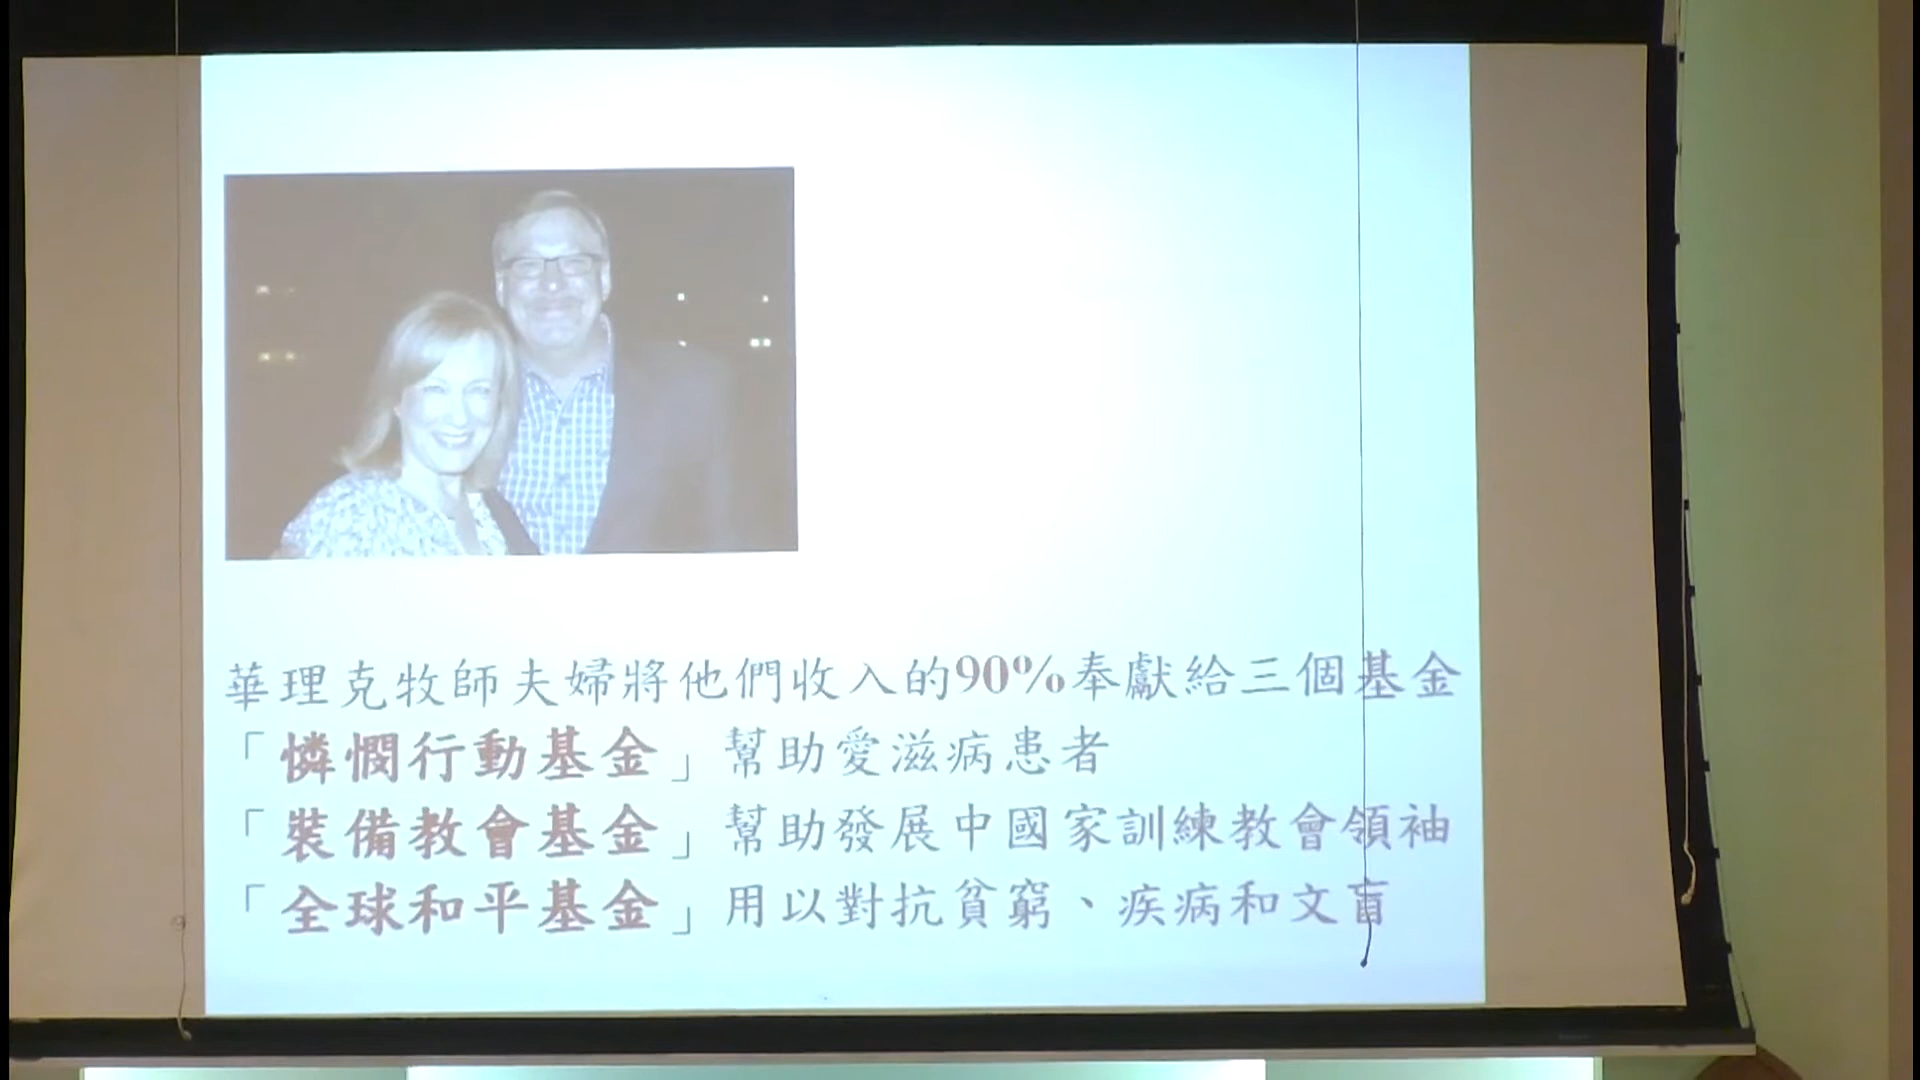 華理克牧師夫婦將他們收入的90%奉獻給三個基金
「憐憫行動基金」幫助愛滋病患者
「裝備教會基金」幫助發展中國家訓練教會領袖
「全球和平基金」用以對抗貧窮、疾病和文盲